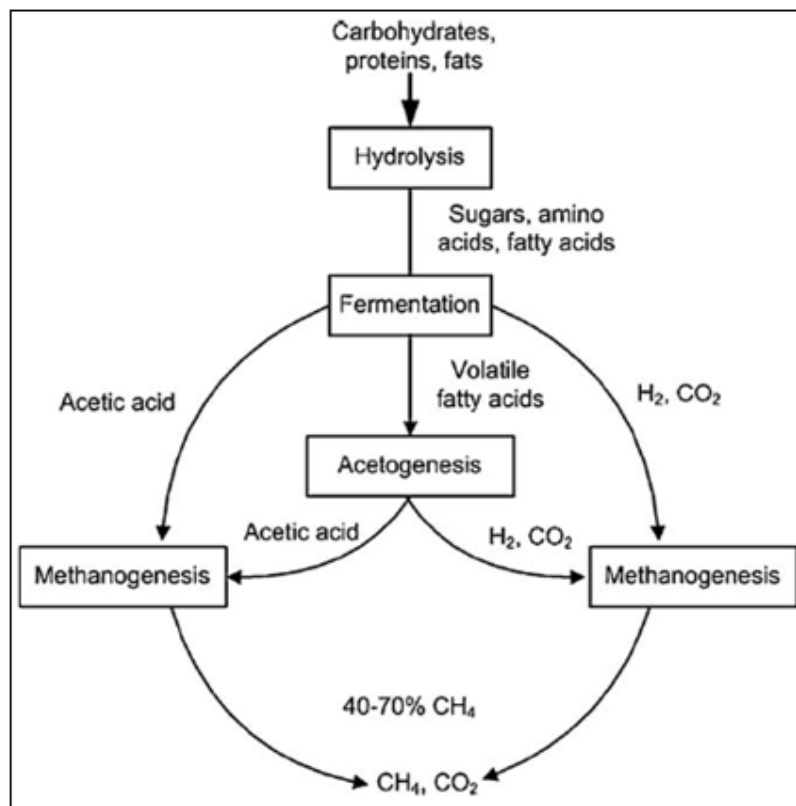 Carbohydrates,
proteins, fats
Hydrolysis
Sugars, amino
acids, fatty acids
Fermentation
Acetic acid
Volatile
fatty acids
H₂, CO₂
Acetogenesis
Acetic acid
H₂, CO₂
Methanogenesis
Methanogenesis
40-70% CH₄
CH₄, CO₂